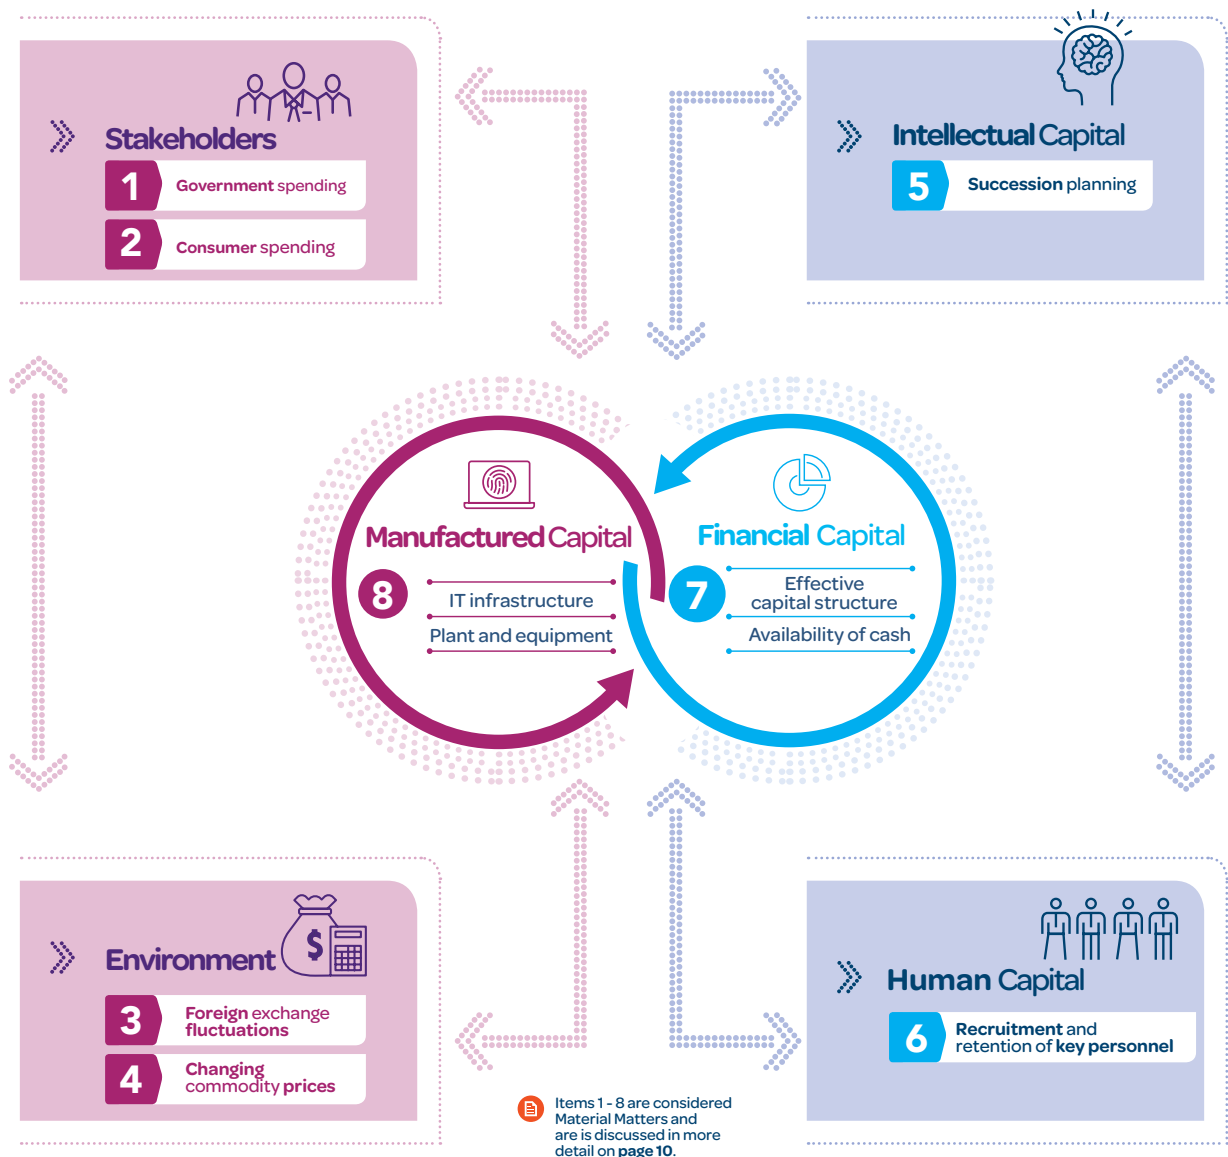 Stakeholders
1 Government spending
2 Consumer spending
Intellectual Capital
5 Succession planning
Manufactured Capital
8
IT infrastructure
Plant and equipment
Financial Capital
7
Effective
capital structure
Availability of cash
Environment
$
3 Foreign exchange
fluctuations
4 Changing
commodity prices
Human Capital
6 Recruitment and
retention of key personnel
Items 1 - 8 are considered
Material Matters and
are is discussed in more
detail on page 10.